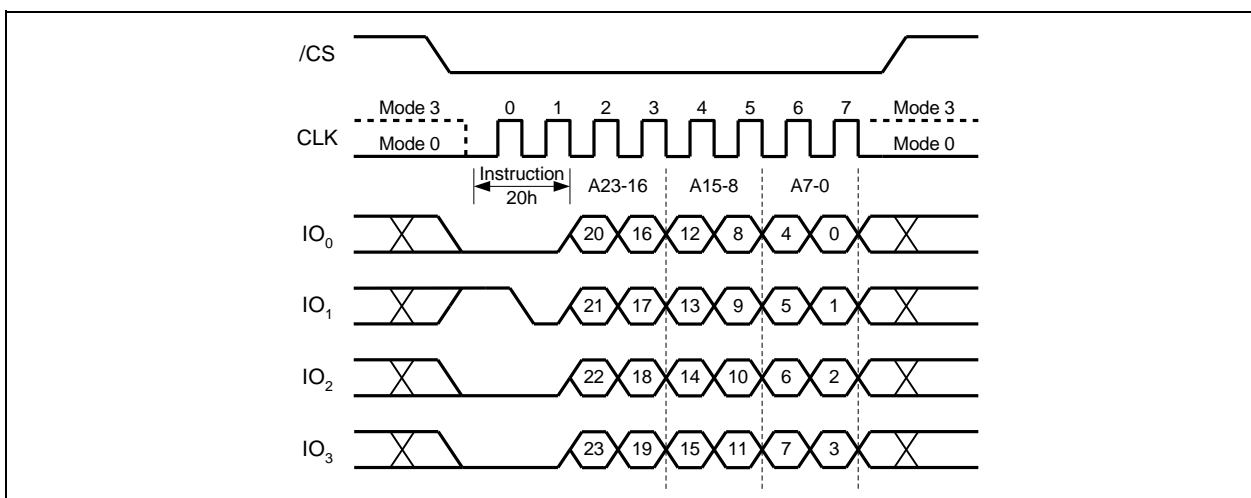 /CS
Mode 3 0 1 2 3 4 5 6 7 Mode 3
CLK
Mode 0 Mode 0
Instruction
20h
A23-16 A15-8 A7-0
IO0 20 16 12 8 4 0
IO1 21 17 13 9 5 1
IO2 22 18 14 10 6 2
IO3 23 19 15 11 7 3